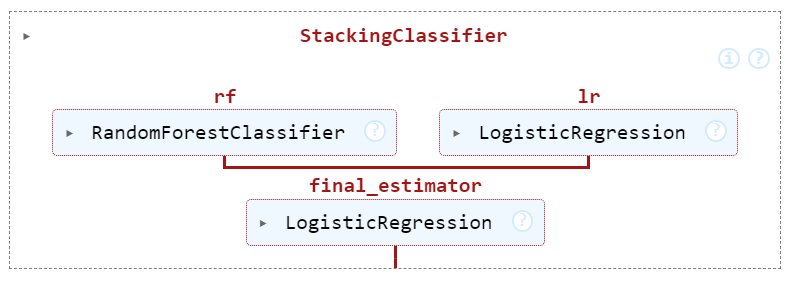 ▸ StackingClassifier
i ?
rf lr
▸ RandomForestClassifier ? ▸ LogisticRegression ?
final_estimator
▸ LogisticRegression ?